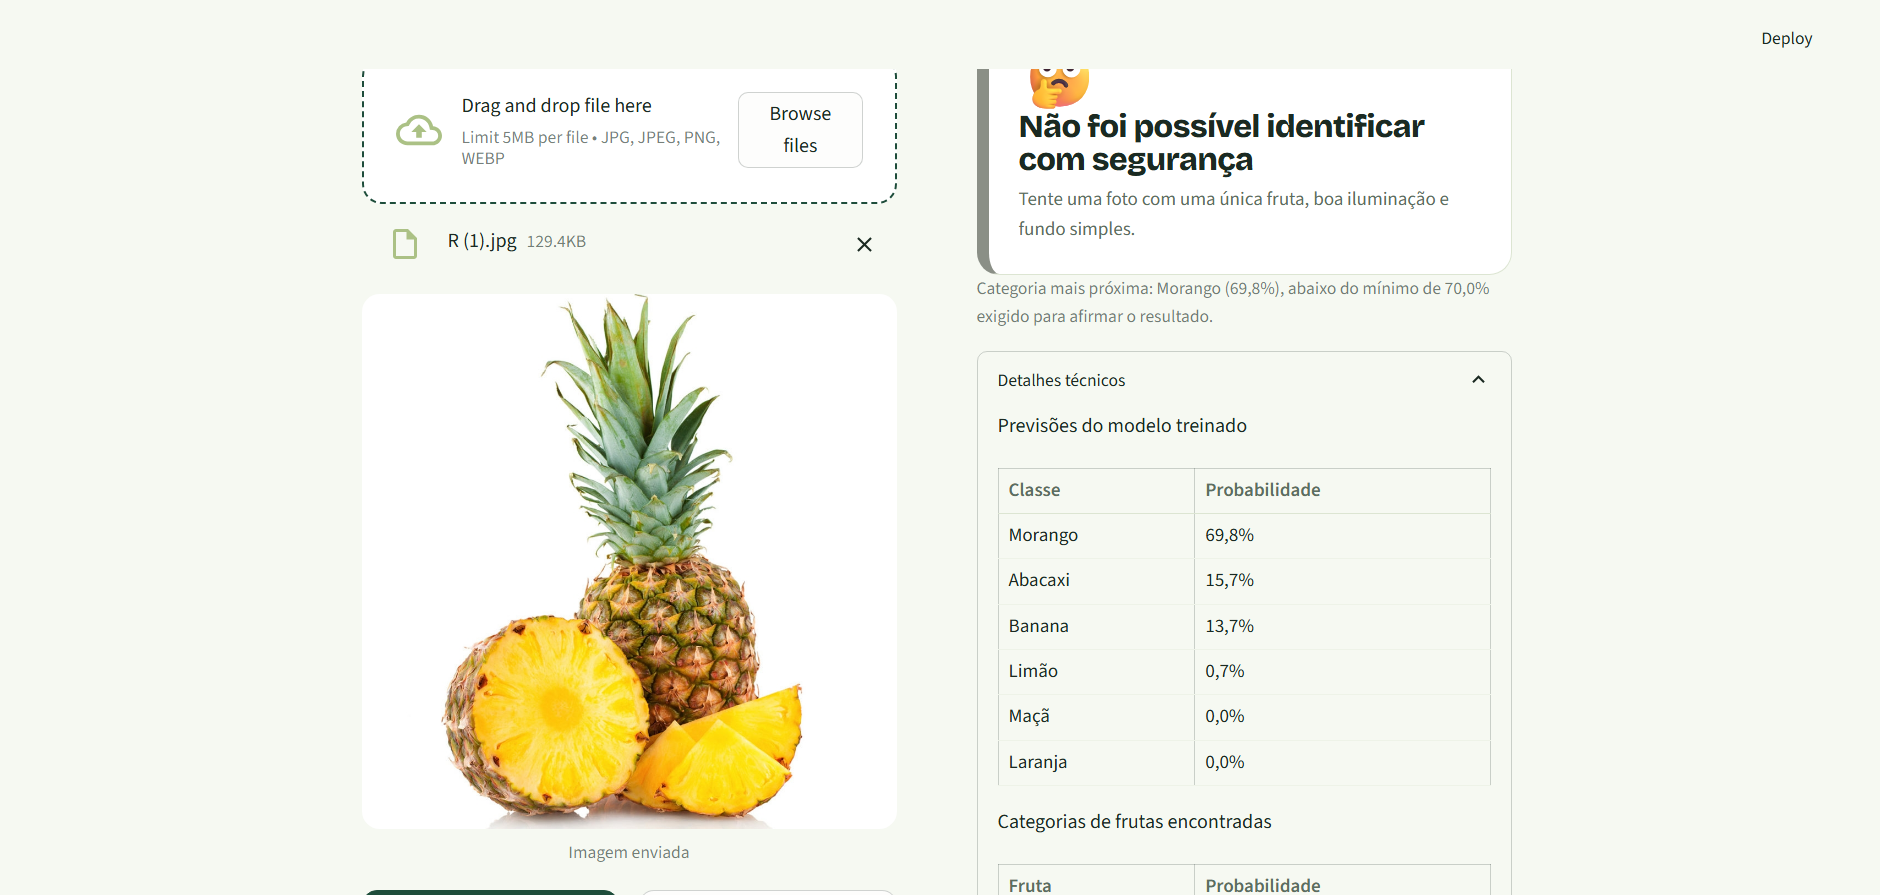 Deploy
Drag and drop file here
Limit 5MB per file • JPG, JPEG, PNG,
WEBP
Browse
files
R (1).jpg 129.4KB
Imagem enviada
Não foi possível identificar
com segurança
Tente uma foto com uma única fruta, boa iluminação e
fundo simples.
Categoria mais próxima: Morango (69,8%), abaixo do mínimo de 70,0%
exigido para afirmar o resultado.
Detalhes técnicos
Previsões do modelo treinado
Classe Probabilidade
Morango 69,8%
Abacaxi 15,7%
Banana 13,7%
Limão 0,7%
Maçã 0,0%
Laranja 0,0%
Categorias de frutas encontradas
Fruta Probabilidade